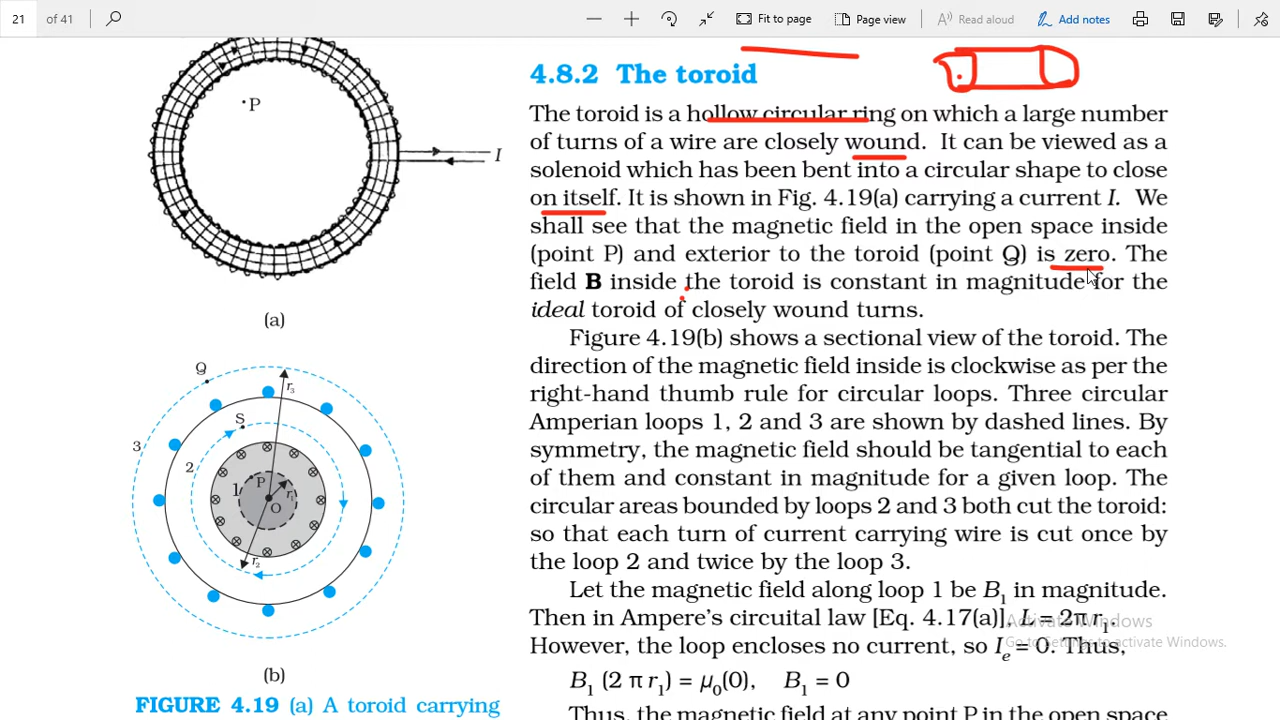 21 of 41
Fit to page
Page view
Read aloud
Add notes
P
I
(a)
Q
r3
S
3
2
1
P
r1
O
r2
(b)
FIGURE 4.19 (a) A toroid carrying
4.8.2 The toroid
The toroid is a hollow circular ring on which a large number
of turns of a wire are closely wound. It can be viewed as a
solenoid which has been bent into a circular shape to close
on itself. It is shown in Fig. 4.19(a) carrying a current I. We
shall see that the magnetic field in the open space inside
(point P) and exterior to the toroid (point Q) is zero. The
field B inside the toroid is constant in magnitude for the
ideal toroid of closely wound turns.
Figure 4.19(b) shows a sectional view of the toroid. The
direction of the magnetic field inside is clockwise as per the
right-hand thumb rule for circular loops. Three circular
Amperian loops 1, 2 and 3 are shown by dashed lines. By
symmetry, the magnetic field should be tangential to each
of them and constant in magnitude for a given loop. The
circular areas bounded by loops 2 and 3 both cut the toroid:
so that each turn of current carrying wire is cut once by
the loop 2 and twice by the loop 3.
Let the magnetic field along loop 1 be B1 in magnitude.
Then in Ampere's circuital law [Eq. 4.17(a)], L = 2π r1.
However, the loop encloses no current, so Ie = 0. Thus,
B1 (2 π r1) = μ0(0), B1 = 0
Thus, the magnetic field at any point P in the open space
Activate Windows
Go to Settings to activate Windows.